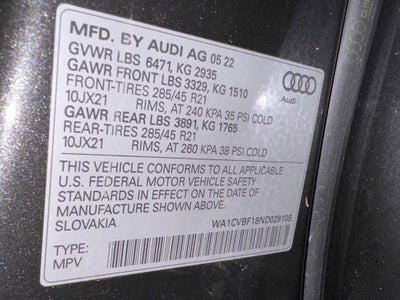 MFD. BY AUDI AG 05 22
GVWR LBS 6471, KG 2935
GAWR FRONT LBS 3329, KG 1510
FRONT-TIRES 285/45 R21
10JX21 RIMS, AT 240 KPA 35 PSI COLD
GAWR REAR LBS 3891, KG 1765
REAR-TIRES 285/45 R21
10JX21 RIMS, AT 260 KPA 38 PSI COLD
Audi
THIS VEHICLE CONFORMS TO ALL APPLICABLE
U.S. FEDERAL MOTOR VEHICLE SAFETY
STANDARDS IN EFFECT ON THE DATE OF
MANUFACTURE SHOWN ABOVE.
SLOVAKIA
WA1CVBF18ND029105
TYPE:
MPV